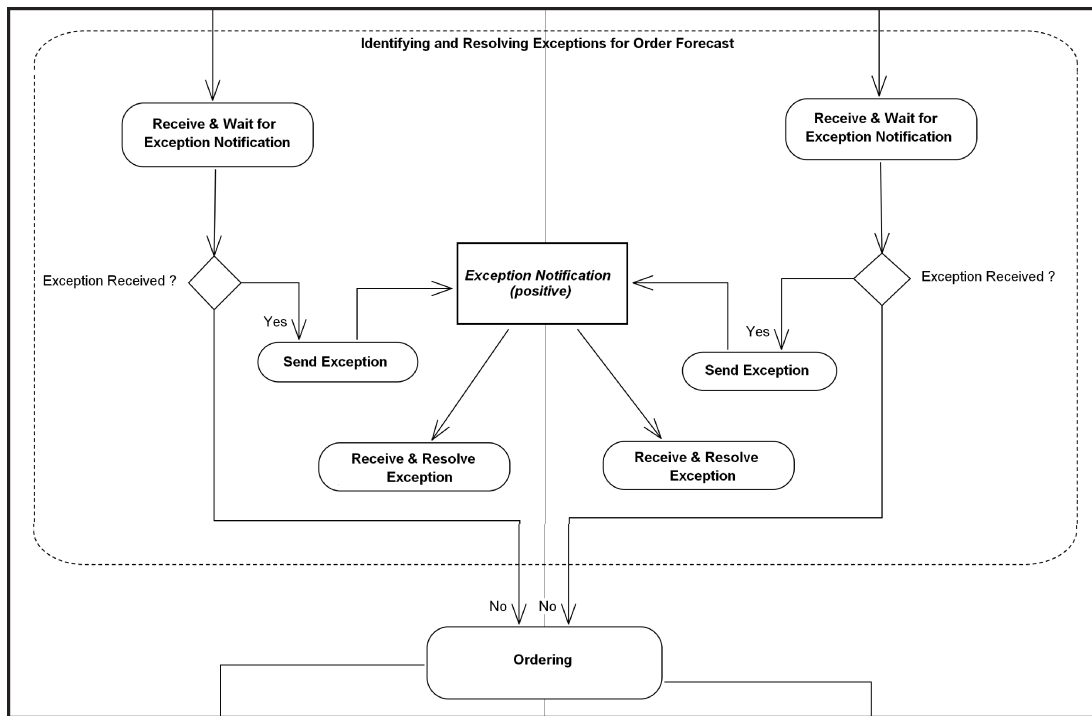 Identifying and Resolving Exceptions for Order Forecast
Receive & Wait for
Exception Notification
Receive & Wait for
Exception Notification
Exception Received ?
Exception Notification
(positive)
Exception Received ?
Yes
Send Exception
Yes
Send Exception
Receive & Resolve
Exception
Receive & Resolve
Exception
No
No
Ordering